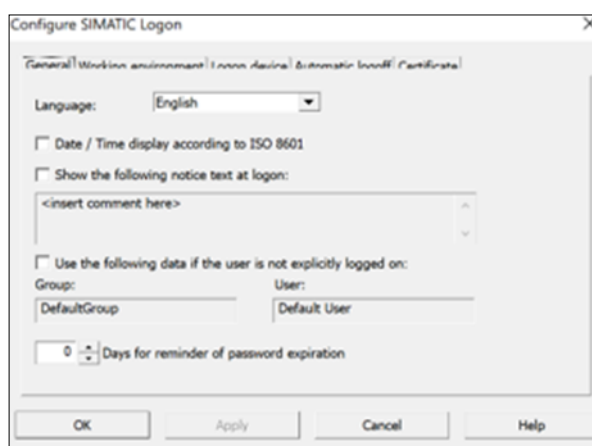 Configure SIMATIC Logon
General Working environment Logon device Automatic logoff Certificate
Language: English
Date / Time display according to ISO 8601
Show the following notice text at logon:
<insert comment here>
Use the following data if the user is not explicitly logged on:
Group: User:
DefaultGroup Default User
0 Days for reminder of password expiration
OK Apply Cancel Help